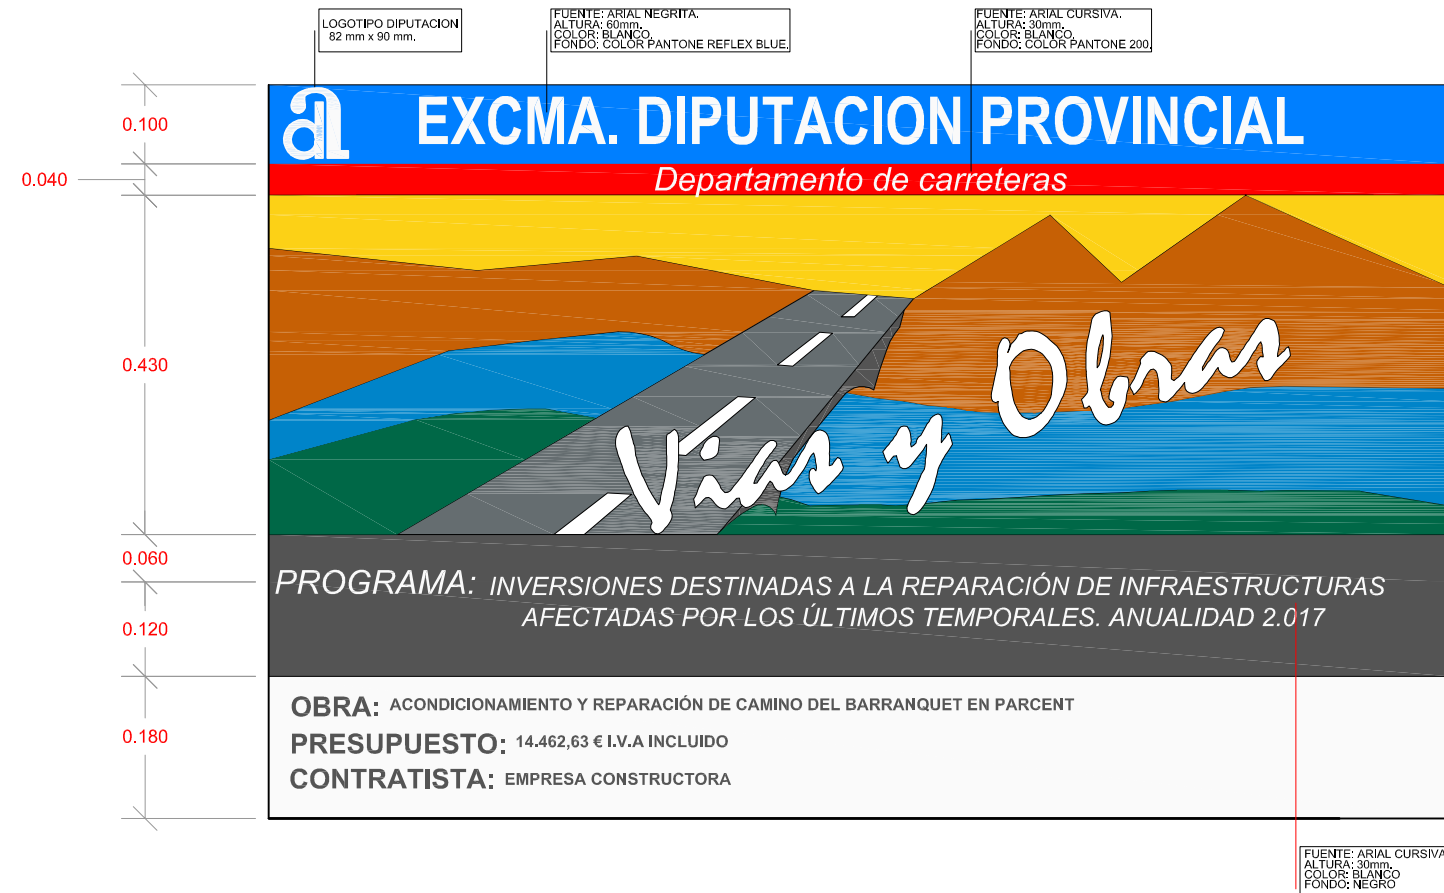 LOGOTIPO DIPUTACION
82 mm x 90 mm.
FUENTE: ARIAL NEGRITA.
ALTURA: 60mm.
COLOR: BLANCO.
FONDO: COLOR PANTONE REFLEX BLUE.
FUENTE: ARIAL CURSIVA.
ALTURA: 30mm.
COLOR: BLANCO.
FONDO: COLOR PANTONE 200.
EXCMA. DIPUTACION PROVINCIAL
0.100
0.040
Departamento de carreteras
0.430
Vias y Obras
0.060
PROGRAMA: INVERSIONES DESTINADAS A LA REPARACIÓN DE INFRAESTRUCTURAS
AFECTADAS POR LOS ÚLTIMOS TEMPORALES. ANUALIDAD 2.017
0.120
OBRA: ACONDICIONAMIENTO Y REPARACIÓN DE CAMINO DEL BARRANQUET EN PARCENT
0.180
PRESUPUESTO: 14.462,63 € I.V.A INCLUIDO
CONTRATISTA: EMPRESA CONSTRUCTORA
FUENTE: ARIAL CURSIVA
ALTURA: 30mm.
COLOR: BLANCO
FONDO: NEGRO